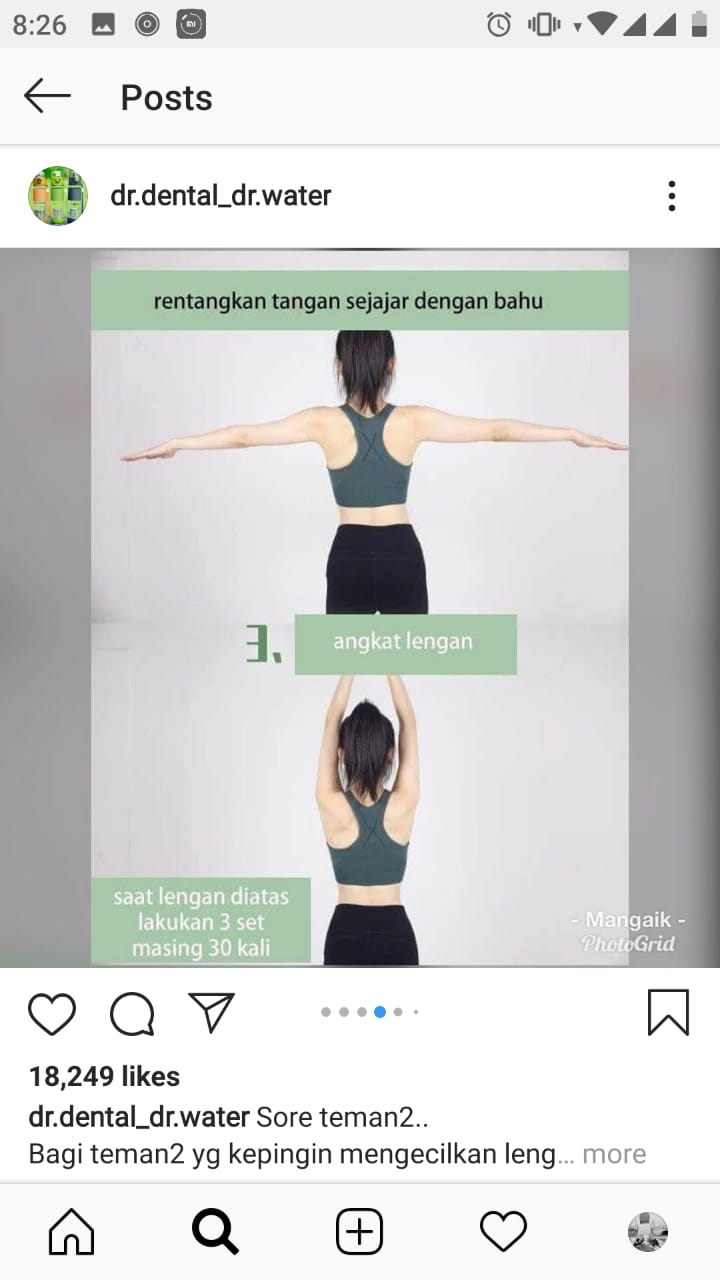 8:26
Posts
dr.dental_dr.water
rentangkan tangan sejajar dengan bahu
3.
angkat lengan
saat lengan diatas
lakukan 3 set
masing 30 kali
- Mangaik -
PhotoGrid
18,249 likes
dr.dental_dr.water Sore teman2..
Bagi teman2 yg kepingin mengecilkan leng... more